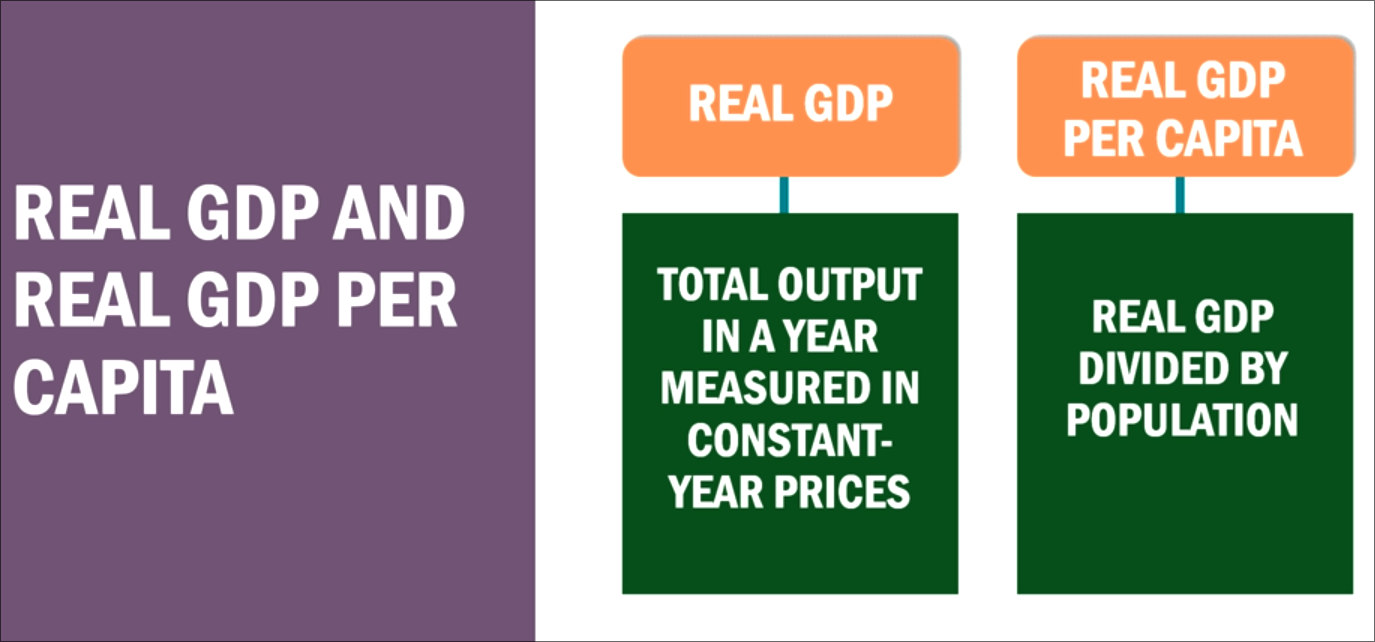 REAL GDP AND
REAL GDP PER
CAPITA
REAL GDP
TOTAL OUTPUT
IN A YEAR
MEASURED IN
CONSTANT-
YEAR PRICES
REAL GDP
PER CAPITA
REAL GDP
DIVIDED BY
POPULATION